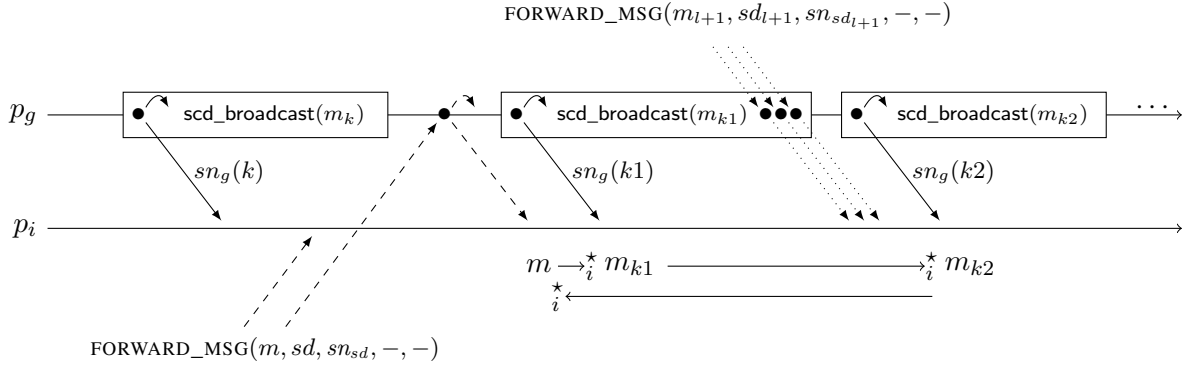 FORWARD_MSG(m_{l+1}, sd_{l+1}, sn_{sd_{l+1}}, −, −)
p_g scd_broadcast(m_k) scd_broadcast(m_{k1}) scd_broadcast(m_{k2}) ⋯
sn_g(k) sn_g(k1) sn_g(k2)
p_i
m →⋆_i m_{k1} →⋆_i m_{k2}
⋆_i ←
FORWARD_MSG(m, sd, sn_{sd}, −, −)